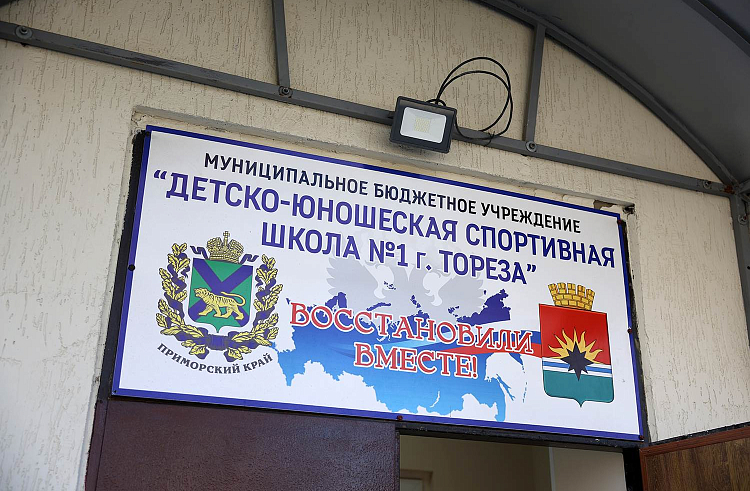 МУНИЦИПАЛЬНОЕ БЮДЖЕТНОЕ УЧРЕЖДЕНИЕ
“ДЕТСКО-ЮНОШЕСКАЯ СПОРТИВНАЯ
ШКОЛА №1 г. ТОРЕЗА”
ВОССТАНОВИЛИ
ВМЕСТЕ!
ПРИМОРСКИЙ КРАЙ